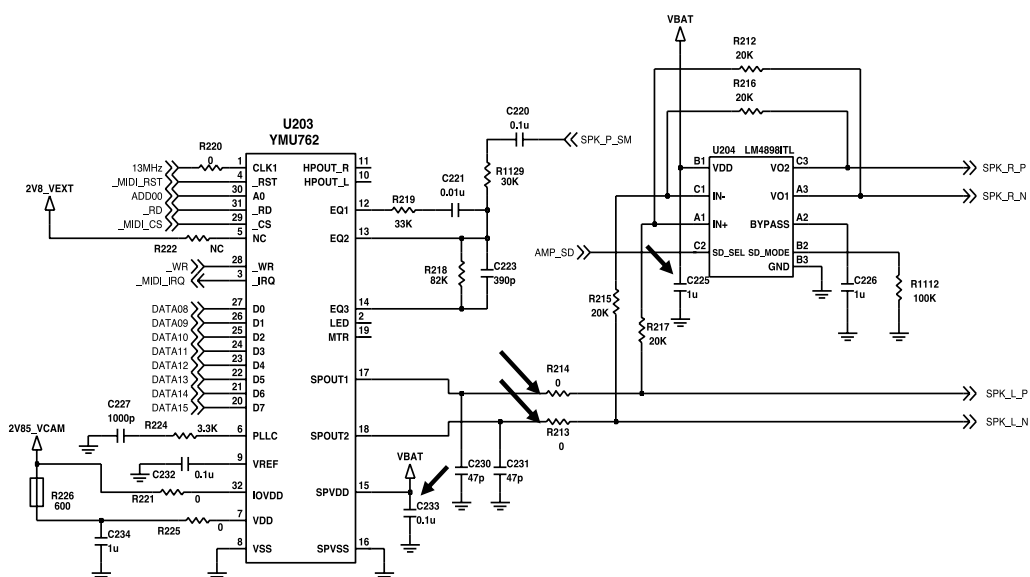 VBAT
R212
20K
R216
20K
C220
0.1u
SPK_P_SM
U203
YMU762
U204 LM4898ITL
B1 VDD VO2 C3 SPK_R_P
C1 IN- VO1 A3 SPK_R_N
A1 IN+ BYPASS A2
AMP_SD C2 SD_SEL SD_MODE B2
GND B3
R220
0
13MHz 1 CLK1 HPOUT_R 11
_MIDI_RST 4 _RST HPOUT_L 10
ADD00 30 A0
_RD 31 _RD EQ1 12
_MIDI_CS 29 _CS
5 NC EQ2 13
2V8_VEXT
R222 NC
R219
33K
C221
0.01u
R1129
30K
_WR 28 _WR
_MIDI_IRQ 3 _IRQ
R218
82K
C223
390p
C225
1u
C226
1u
R1112
100K
R215
20K
R217
20K
DATA08 27 D0 EQ3 14
DATA09 26 D1 LED 2
DATA10 25 D2 MTR 19
DATA11 24 D3
DATA12 23 D4
DATA13 22 D5 SPOUT1 17
DATA14 21 D6
DATA15 20 D7
R214
0
SPK_L_P
C227
1000p
R224 3.3K
6 PLLC SPOUT2 18
R213
0
SPK_L_N
2V85_VCAM
C232 0.1u
9 VREF
VBAT
C230
47p
C231
47p
R226
600
R221 0
32 IOVDD SPVDD 15
C233
0.1u
R225 0
7 VDD
C234
1u
8 VSS SPVSS 16